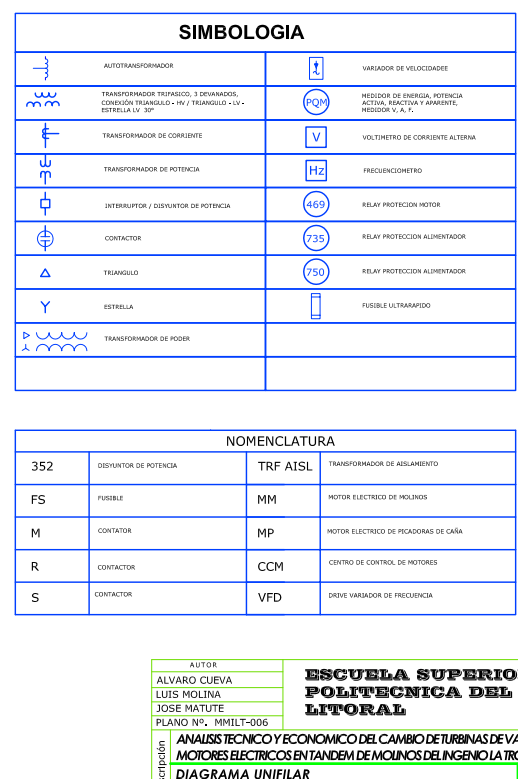 SIMBOLOGIA
AUTOTRANSFORMADOR
VARIADOR DE VELOCIDADEE
TRANSFORMADOR TRIFASICO, 3 DEVANADOS,
CONEXIÓN TRIANGULO - HV / TRIANGULO - LV -
ESTRELLA LV 30°
PQM
MEDIDOR DE ENERGIA, POTENCIA
ACTIVA, REACTIVA Y APARENTE,
MEDIDOR V, A, F.
TRANSFORMADOR DE CORRIENTE
V
VOLTIMETRO DE CORRIENTE ALTERNA
TRANSFORMADOR DE POTENCIA
Hz
FRECUENCIOMETRO
INTERRUPTOR / DISYUNTOR DE POTENCIA
469
RELAY PROTECION MOTOR
CONTACTOR
735
RELAY PROTECCION ALIMENTADOR
TRIANGULO
750
RELAY PROTECCION ALIMENTADOR
ESTRELLA
FUSIBLE ULTRARAPIDO
TRANSFORMADOR DE PODER
NOMENCLATURA
352
DISYUNTOR DE POTENCIA
TRF AISL
TRANSFORMADOR DE AISLAMIENTO
FS
FUSIBLE
MM
MOTOR ELECTRICO DE MOLINOS
M
CONTATOR
MP
MOTOR ELECTRICO DE PICADORAS DE CAÑA
R
CONTACTOR
CCM
CENTRO DE CONTROL DE MOTORES
S
CONTACTOR
VFD
DRIVE VARIADOR DE FRECUENCIA
AUTOR
ALVARO CUEVA
LUIS MOLINA
JOSE MATUTE
PLANO Nº. MMILT-006
ESCUELA SUPERIO
POLITECNICA DEL
LITORAL
scripción
ANALISIS TECNICO Y ECONOMICO DEL CAMBIO DE TURBINAS DE VA
MOTORES ELECTRICOS EN TANDEM DE MOLINOS DEL INGENIO LA TRO
DIAGRAMA UNIFILAR